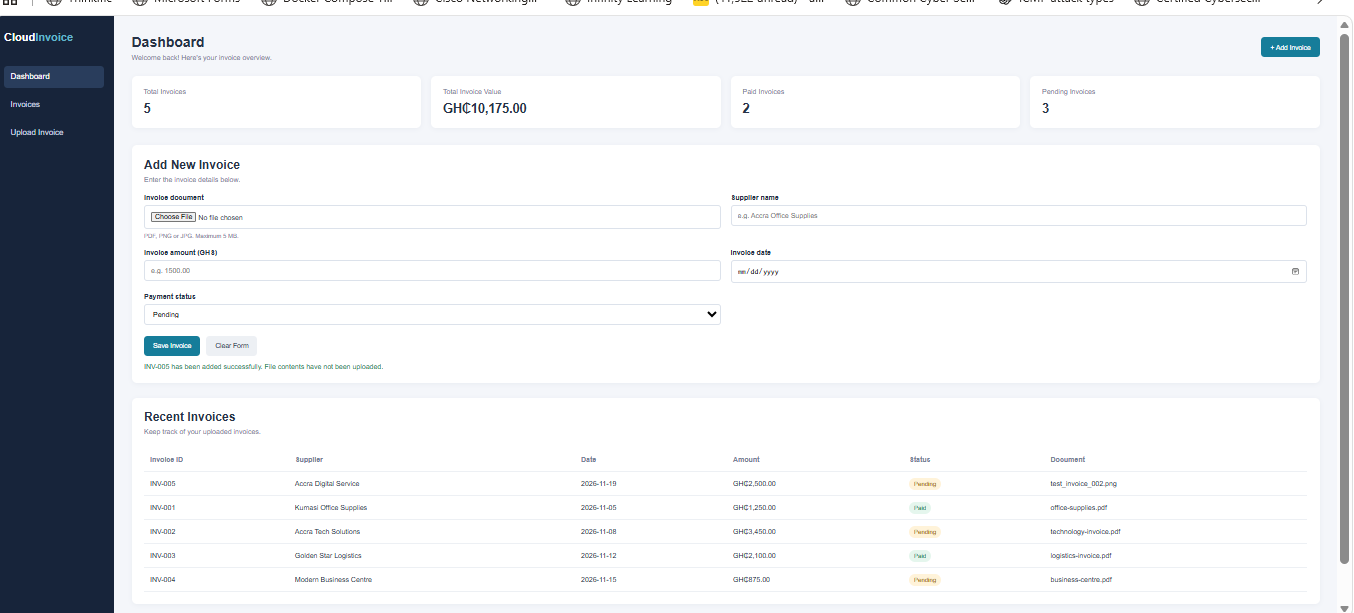 Microsoft Forms
Infinity Learning
CloudInvoice
Dashboard
Invoices
Upload Invoice
Dashboard
Welcome back! Here's your invoice overview.
+ Add Invoice
Total Invoices
5
Total Invoice Value
GH₵10,175.00
Paid Invoices
2
Pending Invoices
3
Add New Invoice
Enter the invoice details below.
Invoice document
Choose File No file chosen
PDF, PNG or JPG. Maximum 5 MB.
Supplier name
e.g. Accra Office Supplies
Invoice amount (GHS)
e.g. 1500.00
Invoice date
mm/dd/yyyy
Payment status
Pending
Save Invoice Clear Form
INV-005 has been added successfully. File contents have not been uploaded.
Recent Invoices
Keep track of your uploaded invoices.
Invoice ID Supplier Date Amount Status Document
INV-005 Accra Digital Service 2026-11-19 GH₵2,500.00 Pending test_invoice_002.png
INV-001 Kumasi Office Supplies 2026-11-05 GH₵1,250.00 Paid office-supplies.pdf
INV-002 Accra Tech Solutions 2026-11-08 GH₵3,450.00 Pending technology-invoice.pdf
INV-003 Golden Star Logistics 2026-11-12 GH₵2,100.00 Paid logistics-invoice.pdf
INV-004 Modern Business Centre 2026-11-15 GH₵875.00 Pending business-centre.pdf